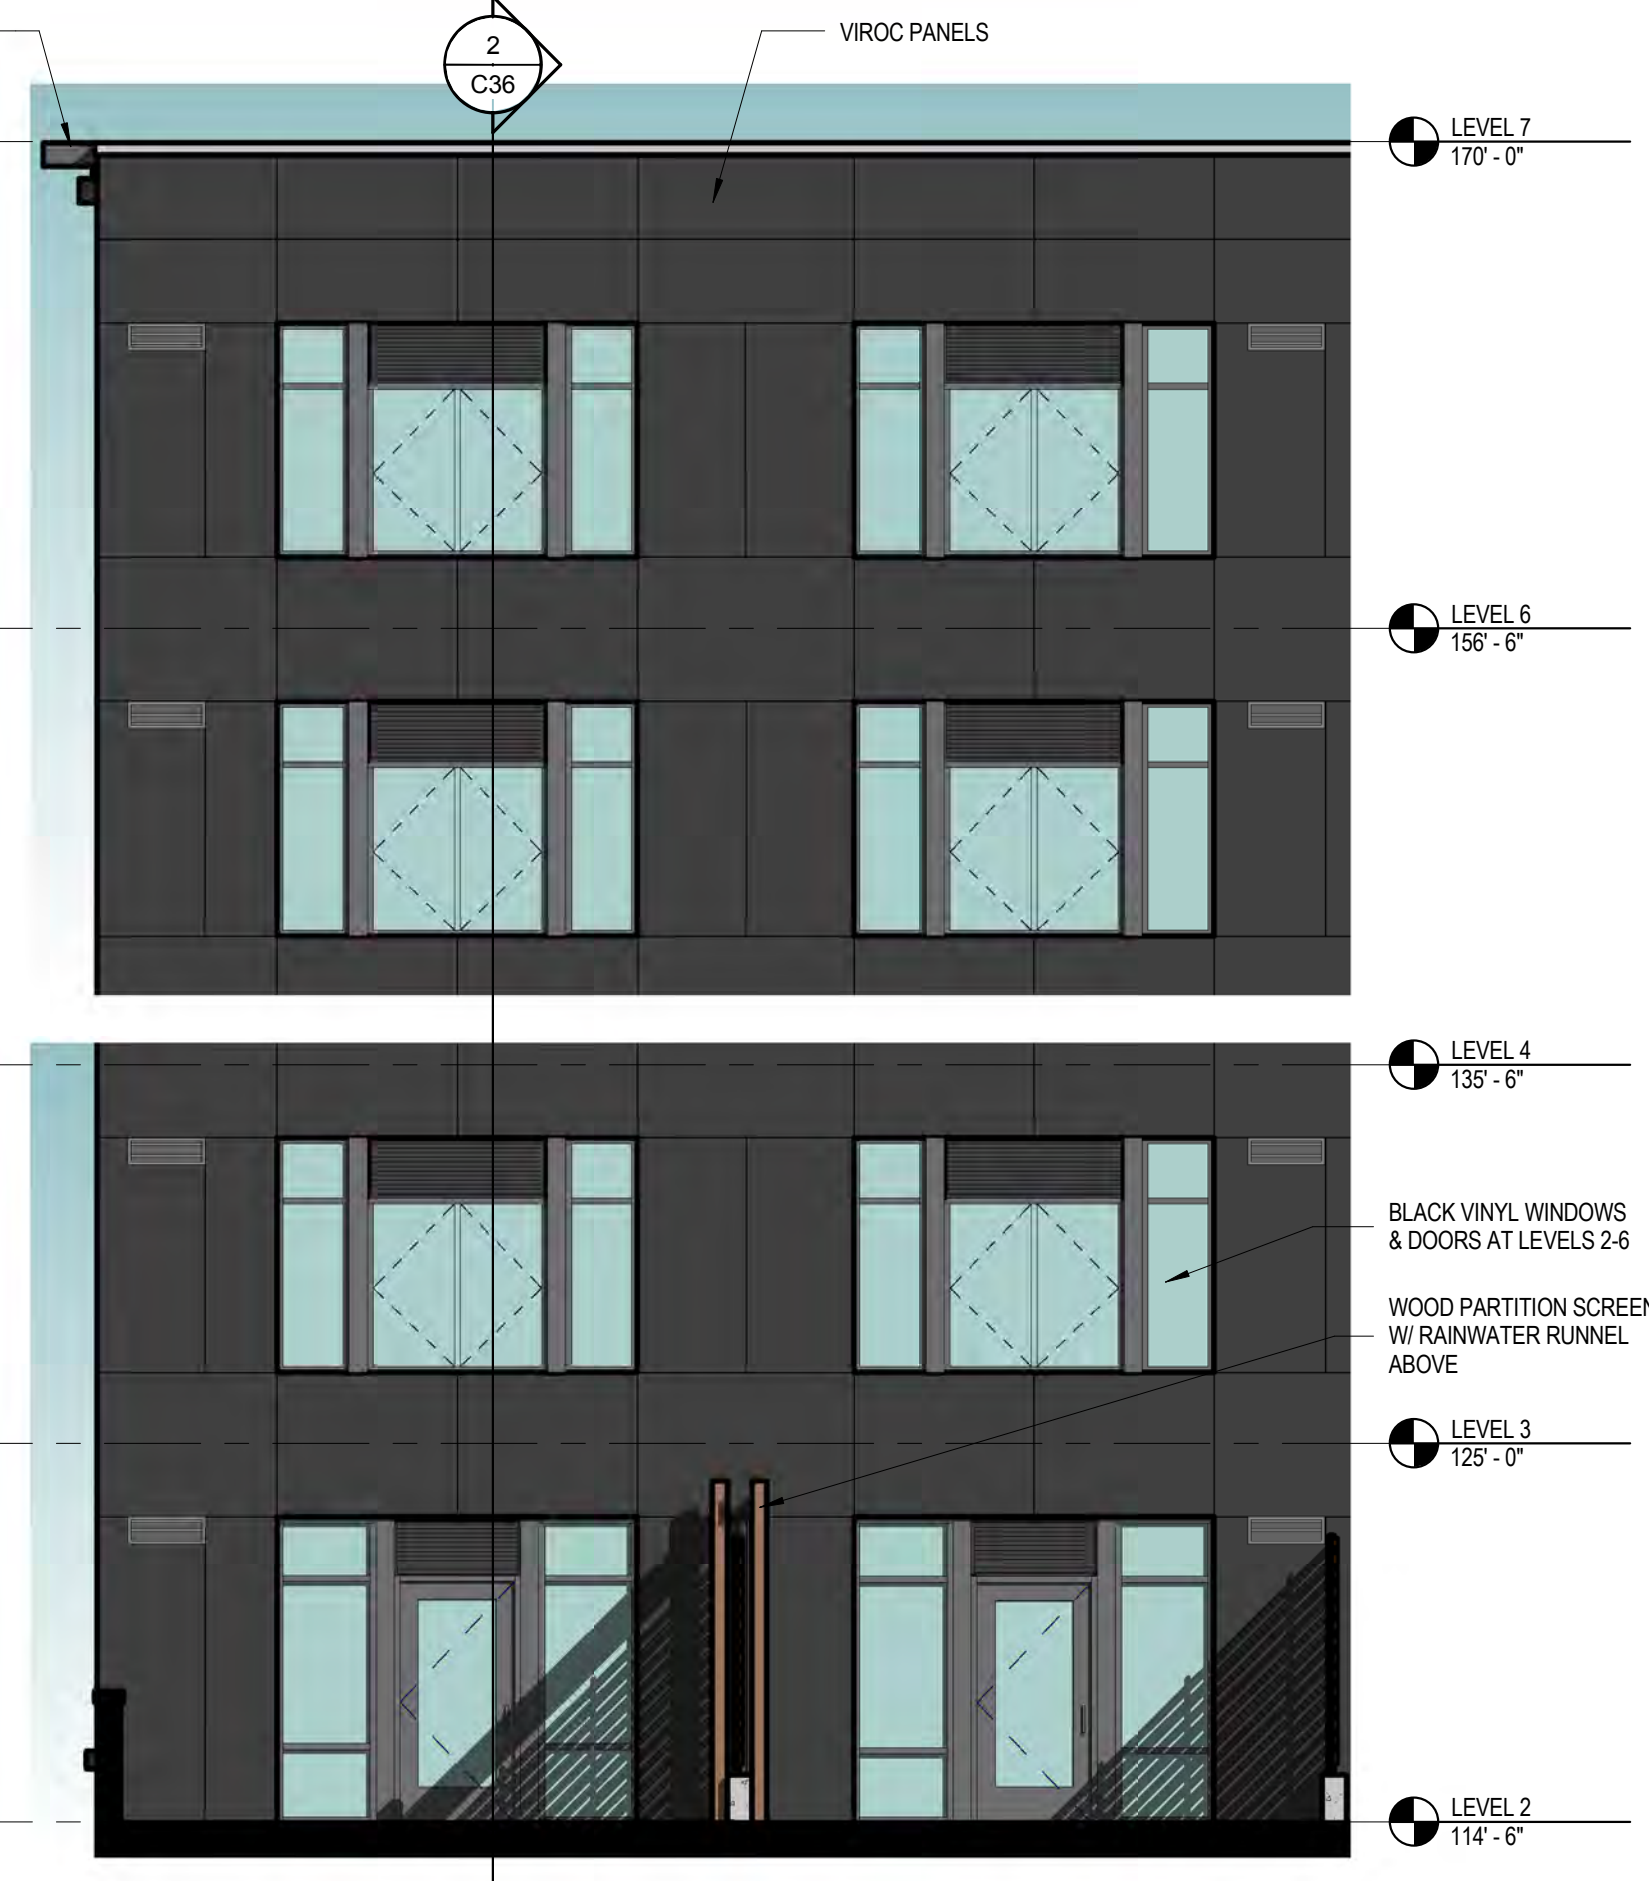 VIROC PANELS
2
C36
LEVEL 7
170' - 0"
LEVEL 6
156' - 6"
LEVEL 4
135' - 6"
BLACK VINYL WINDOWS
& DOORS AT LEVELS 2-6
WOOD PARTITION SCREEN
W/ RAINWATER RUNNEL
ABOVE
LEVEL 3
125' - 0"
LEVEL 2
114' - 6"